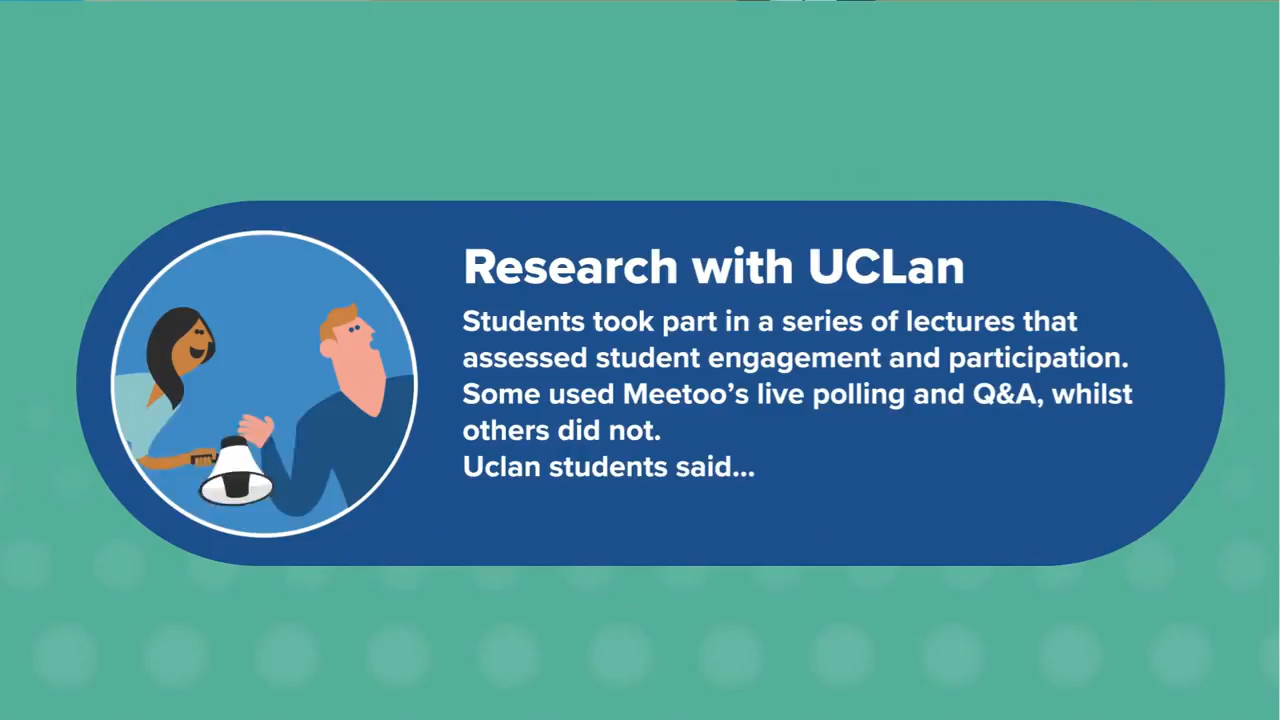 Research with UCLan
Students took part in a series of lectures that
assessed student engagement and participation.
Some used Meetoo’s live polling and Q&A, whilst
others did not.
Uclan students said...